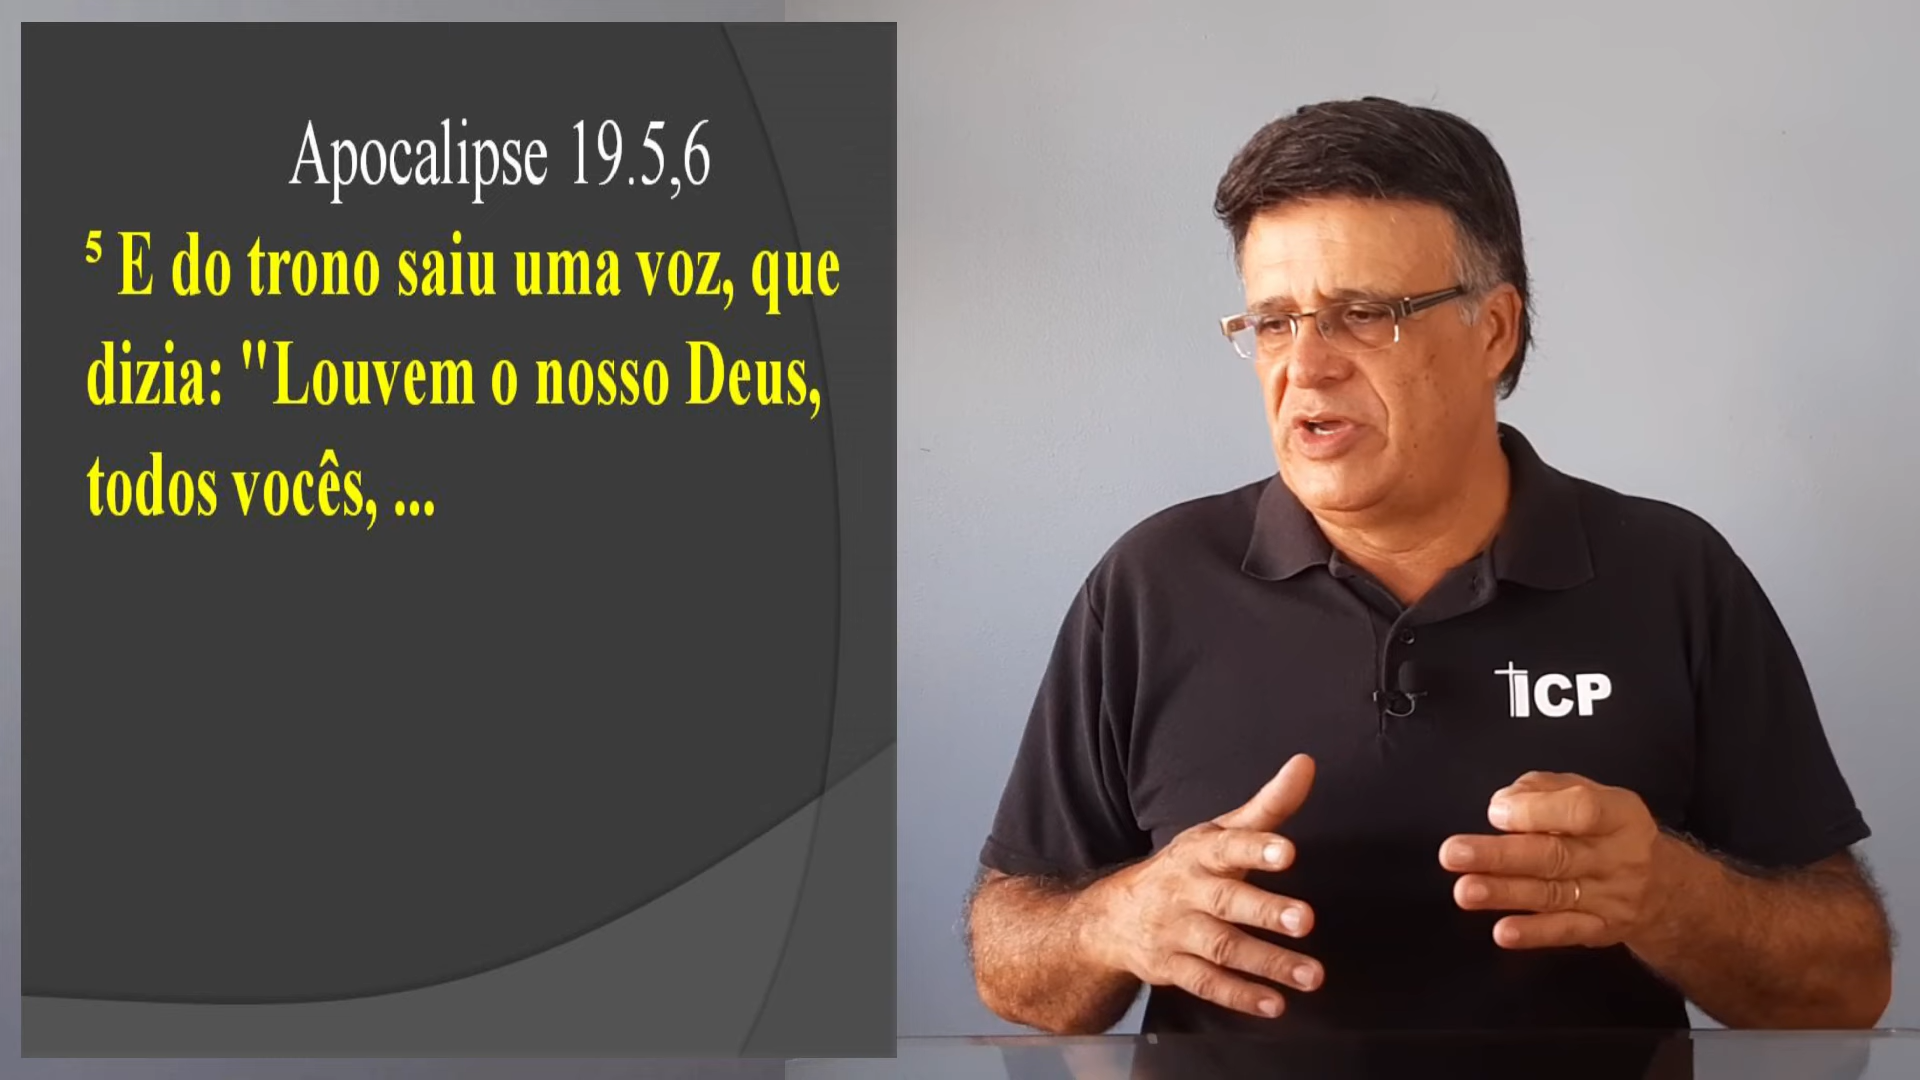 Apocalipse 19.5,6
⁵ E do trono saiu uma voz, que
dizia: "Louvem o nosso Deus,
todos vocês, ...
ICP